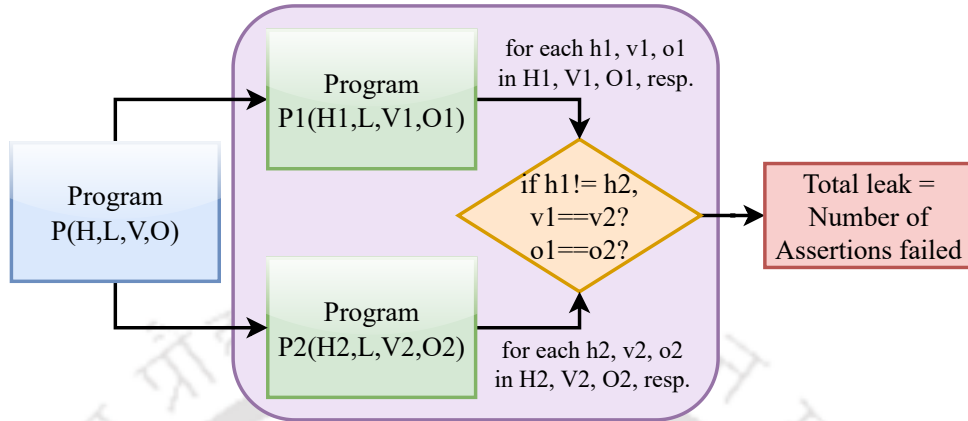 Program
P(H,L,V,O)
Program
P1(H1,L,V1,O1)
for each h1, v1, o1
in H1, V1, O1, resp.
if h1!= h2,
v1==v2?
o1==o2?
Total leak =
Number of
Assertions failed
Program
P2(H2,L,V2,O2)
for each h2, v2, o2
in H2, V2, O2, resp.